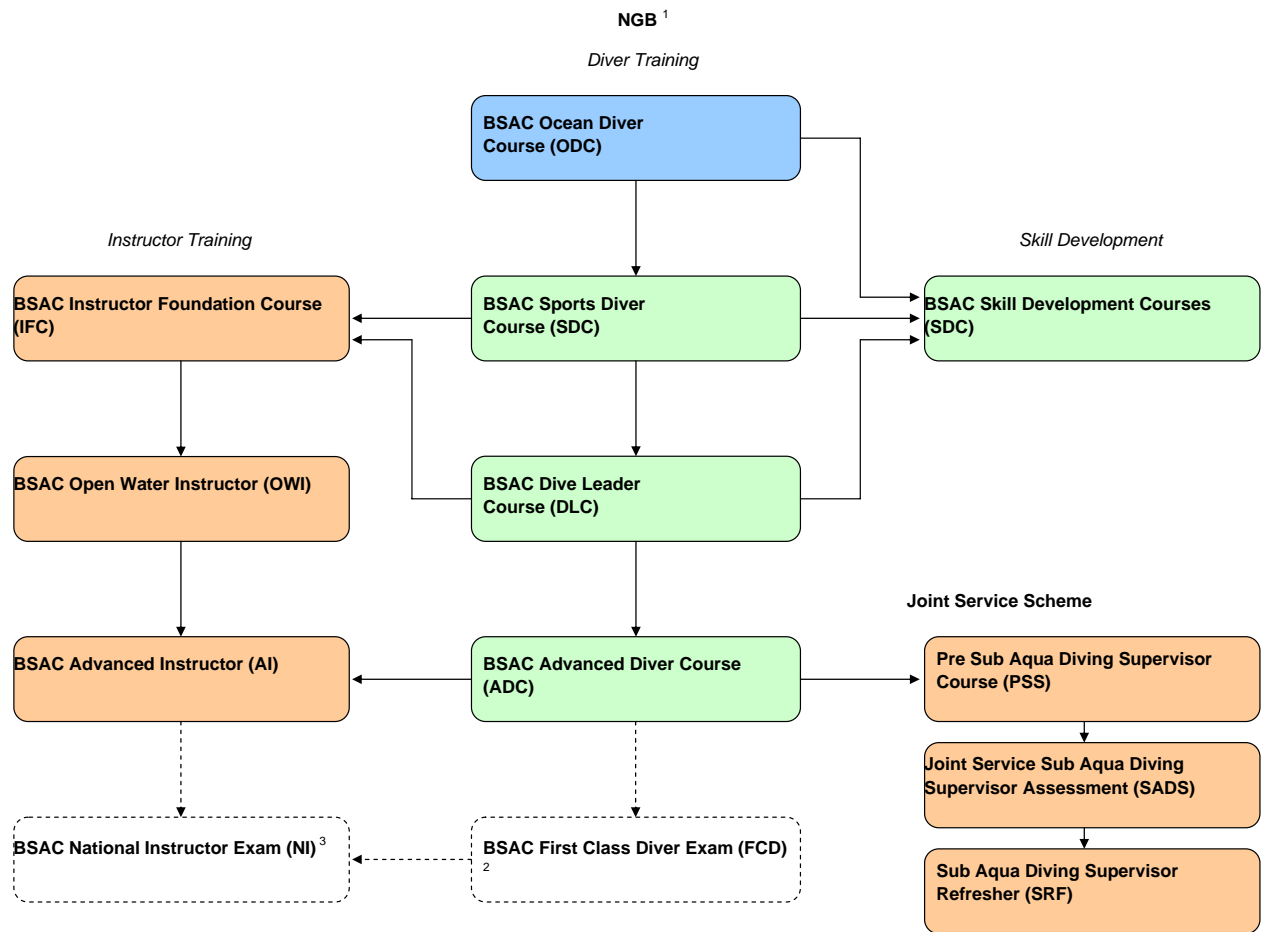 NGB 1
Diver Training
BSAC Ocean Diver
Course (ODC)
Instructor Training
Skill Development
BSAC Instructor Foundation Course
(IFC)
BSAC Sports Diver
Course (SDC)
BSAC Skill Development Courses
(SDC)
BSAC Open Water Instructor (OWI)
BSAC Dive Leader
Course (DLC)
Joint Service Scheme
BSAC Advanced Instructor (AI)
BSAC Advanced Diver Course
(ADC)
Pre Sub Aqua Diving Supervisor
Course (PSS)
Joint Service Sub Aqua Diving
Supervisor Assessment (SADS)
BSAC National Instructor Exam (NI) 3
BSAC First Class Diver Exam (FCD)
2
Sub Aqua Diving Supervisor
Refresher (SRF)